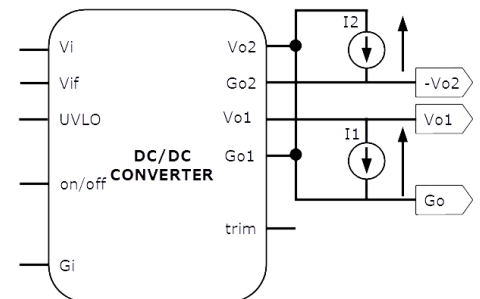 Vi
Vif
UVLO
on/off
Gi
DC/DC
CONVERTER
Vo2
Go2
Vo1
Go1
trim
I2
I1
-Vo2
Vo1
Go